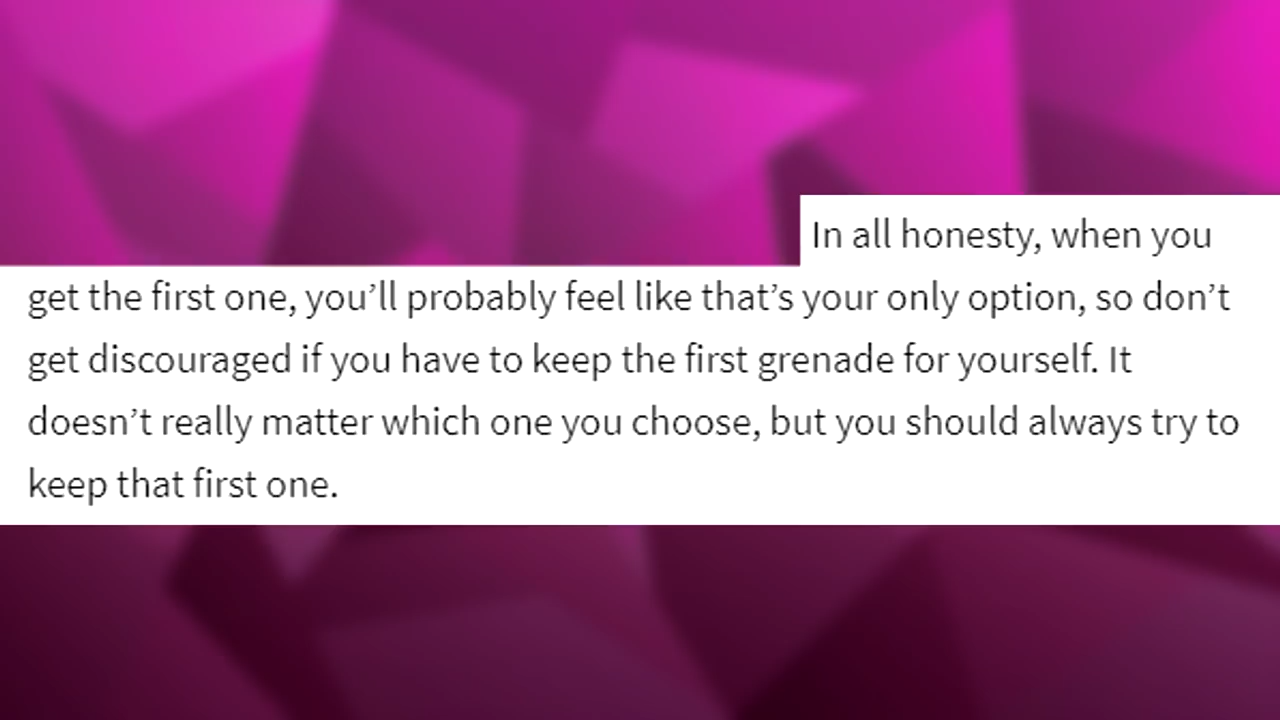 In all honesty, when you
get the first one, you’ll probably feel like that’s your only option, so don’t
get discouraged if you have to keep the first grenade for yourself. It
doesn’t really matter which one you choose, but you should always try to
keep that first one.